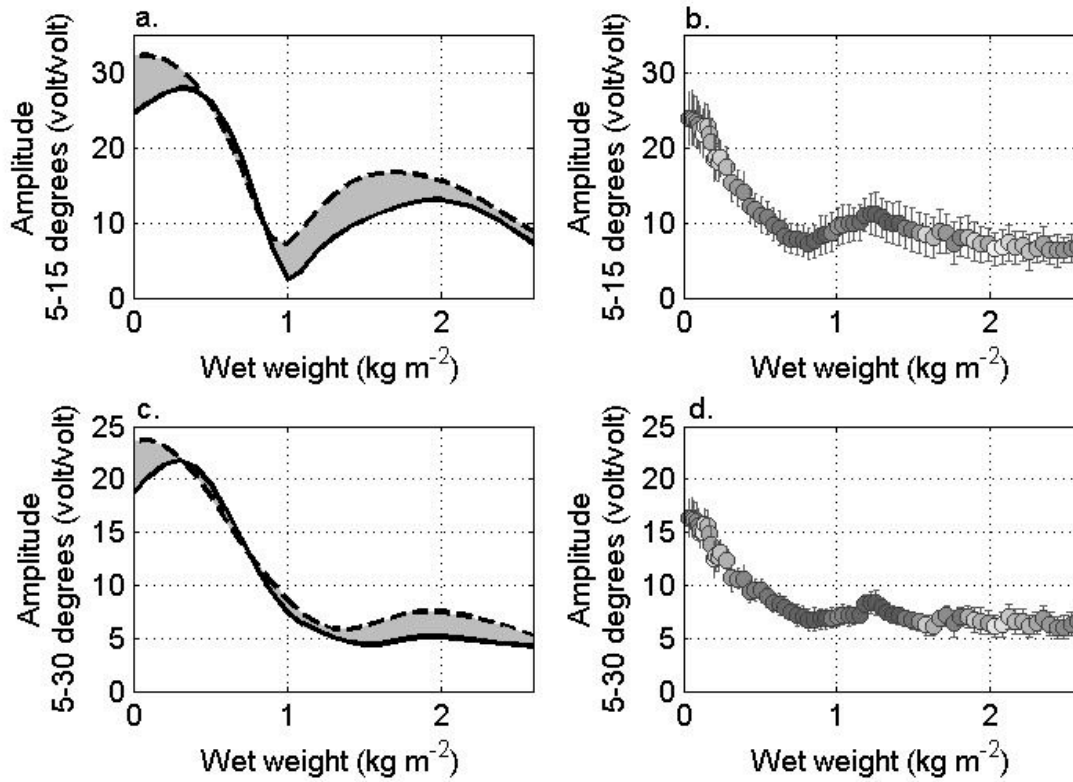 a.
Amplitude
5-15 degrees (volt/volt)
30
20
10
0
0 1 2
Wet weight (kg m⁻²)
b.
Amplitude
5-15 degrees (volt/volt)
30
20
10
0
0 1 2
Wet weight (kg m⁻²)
c.
Amplitude
5-30 degrees (volt/volt)
25
20
15
10
5
0
0 1 2
Wet weight (kg m⁻²)
d.
Amplitude
5-30 degrees (volt/volt)
25
20
15
10
5
0
0 1 2
Wet weight (kg m⁻²)